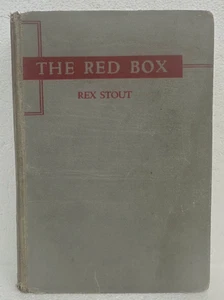 THE RED BOX
REX STOUT